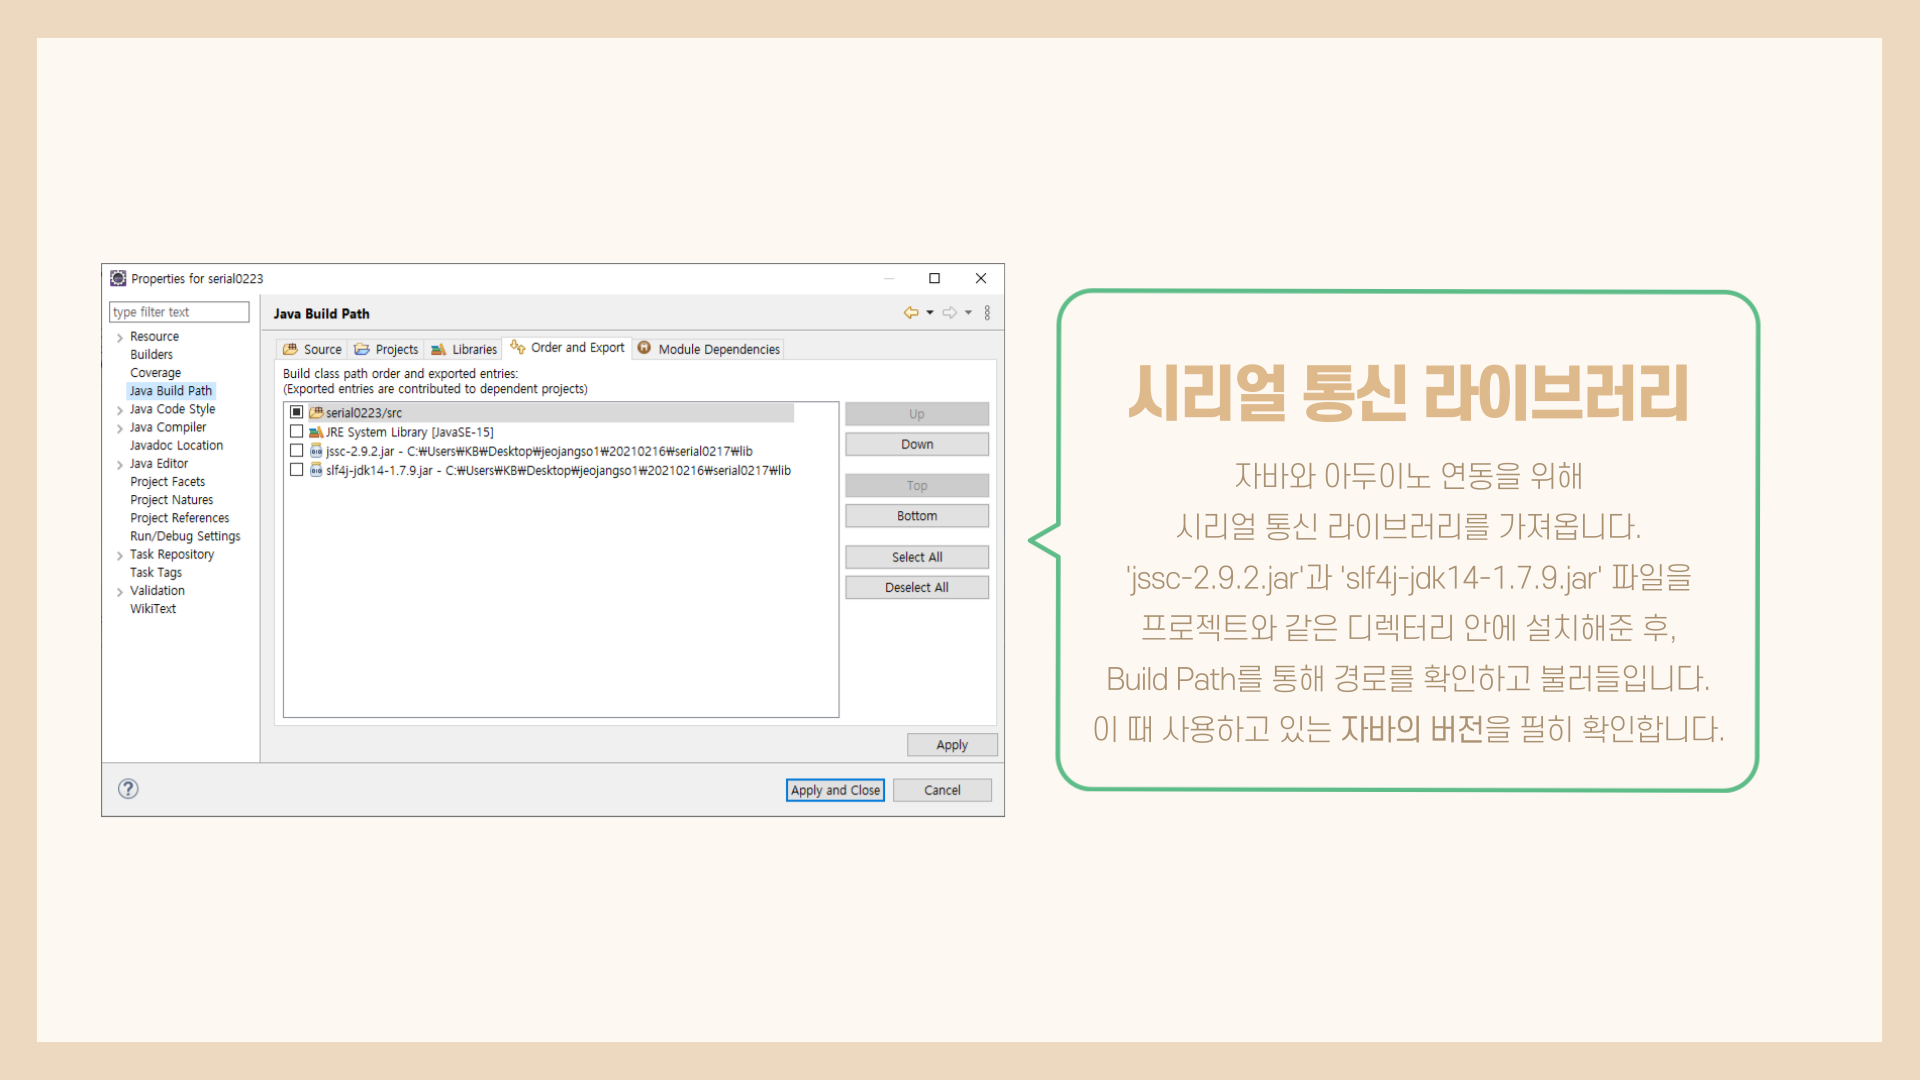 Properties for serial0223
type filter text
Resource
Builders
Coverage
Java Build Path
Java Code Style
Java Compiler
Javadoc Location
Java Editor
Project Facets
Project Natures
Project References
Run/Debug Settings
Task Repository
Task Tags
Validation
WikiText
Java Build Path
Source Projects Libraries Order and Export Module Dependencies
Build class path order and exported entries:
(Exported entries are contributed to dependent projects)
serial0223/src
JRE System Library [JavaSE-15]
jssc-2.9.2.jar - C:₩Users₩KB₩Desktop₩jeojangso1₩20210216₩serial0217₩lib
slf4j-jdk14-1.7.9.jar - C:₩Users₩KB₩Desktop₩jeojangso1₩20210216₩serial0217₩lib
Up
Down
Top
Bottom
Select All
Deselect All
Apply
?
Apply and Close Cancel
시리얼 통신 라이브러리
자바와 아두이노 연동을 위해
시리얼 통신 라이브러리를 가져옵니다.
'jssc-2.9.2.jar'과 'slf4j-jdk14-1.7.9.jar' 파일을
프로젝트와 같은 디렉터리 안에 설치해준 후,
Build Path를 통해 경로를 확인하고 불러들입니다.
이 때 사용하고 있는 자바의 버전을 필히 확인합니다.